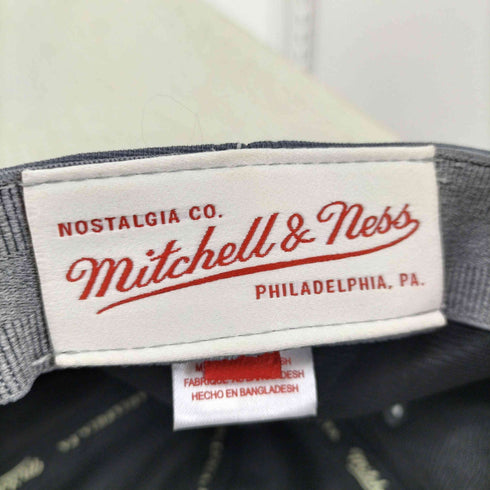 NOSTALGIA CO.
Mitchell & Ness
PHILADELPHIA, PA.
FABRIQUE AU BANGLADESH
HECHO EN BANGLADESH